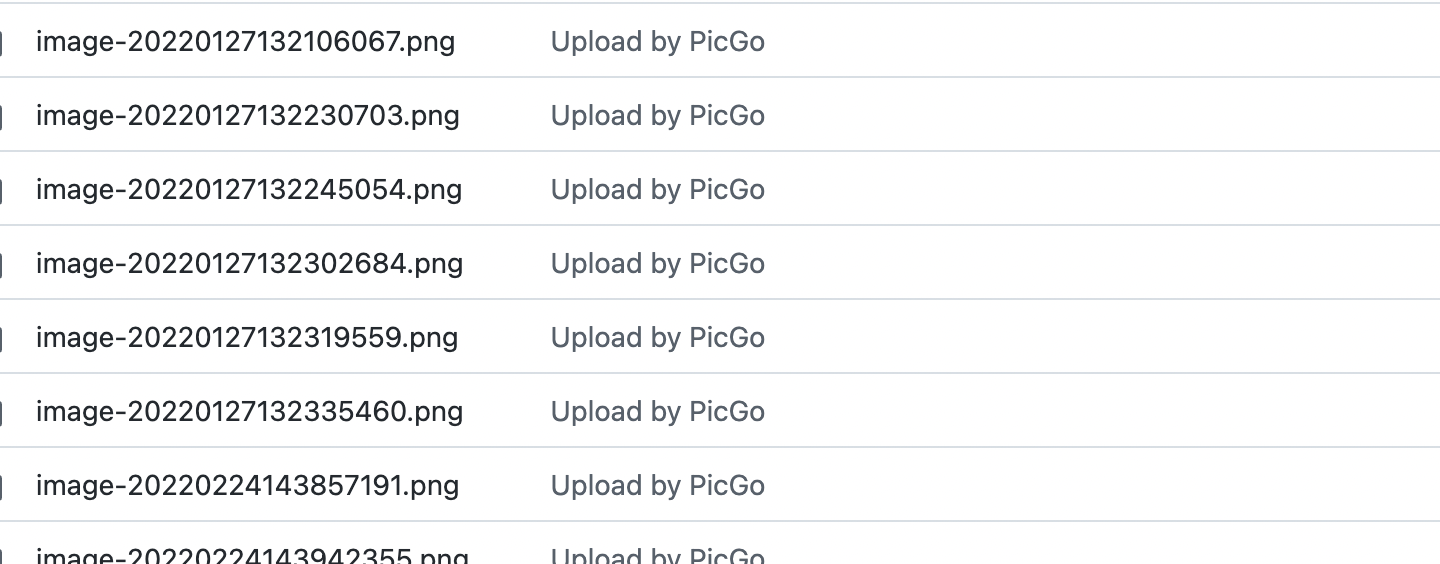 image-20220127132106067.png Upload by PicGo
image-20220127132230703.png Upload by PicGo
image-20220127132245054.png Upload by PicGo
image-20220127132302684.png Upload by PicGo
image-20220127132319559.png Upload by PicGo
image-20220127132335460.png Upload by PicGo
image-20220224143857191.png Upload by PicGo
image-20220224143942355.png Upload by PicGo